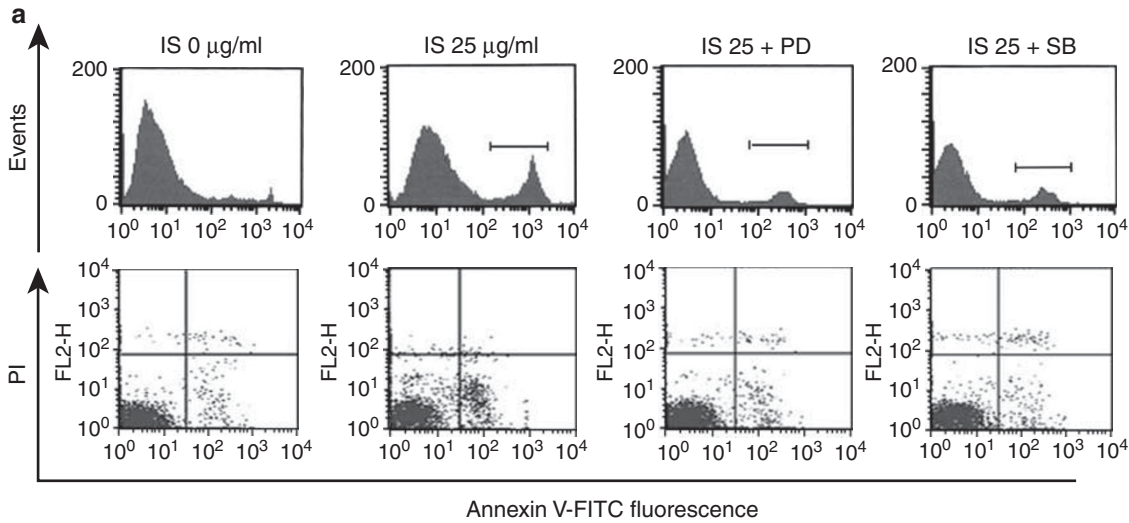 a
IS 0 μg/ml
IS 25 μg/ml
IS 25 + PD
IS 25 + SB
Events
200
0
10⁰ 10¹ 10² 10³ 10⁴
200
0
10⁰ 10¹ 10² 10³ 10⁴
200
0
10⁰ 10¹ 10² 10³ 10⁴
200
0
10⁰ 10¹ 10² 10³ 10⁴
PI
FL2-H
10⁴
10³
10²
10¹
10⁰
10⁰ 10¹ 10² 10³ 10⁴
FL2-H
10⁴
10³
10²
10¹
10⁰
10⁰ 10¹ 10² 10³ 10⁴
FL2-H
10⁴
10³
10²
10¹
10⁰
10⁰ 10¹ 10² 10³ 10⁴
FL2-H
10⁴
10³
10²
10¹
10⁰
10⁰ 10¹ 10² 10³ 10⁴
Annexin V-FITC fluorescence